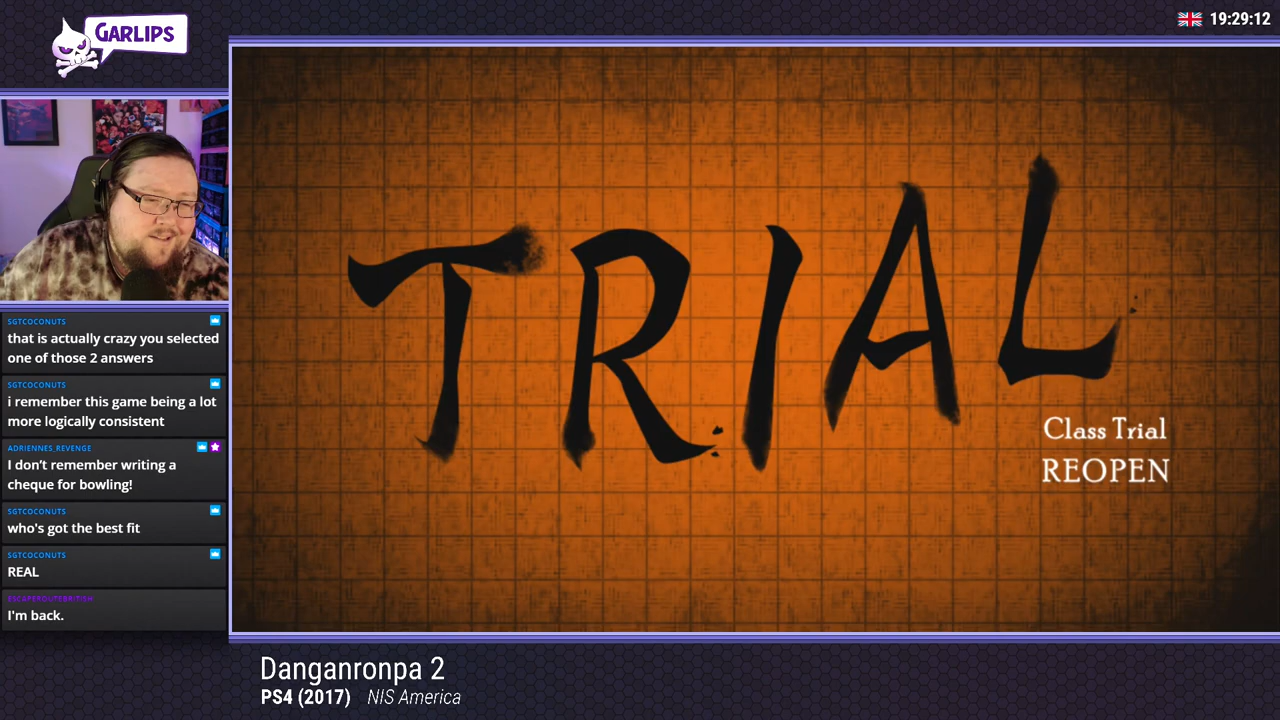 GARLIPS
19:29:12
SGTCOCONUTS
that is actually crazy you selected
one of those 2 answers
SGTCOCONUTS
i remember this game being a lot
more logically consistent
ADRIENNES_REVENGE
I don't remember writing a
cheque for bowling!
SGTCOCONUTS
who's got the best fit
SGTCOCONUTS
REAL
ESCAPEROUTEBRITISH
I'm back.
TRIAL
Class Trial
REOPEN
Danganronpa 2
PS4 (2017) NIS America